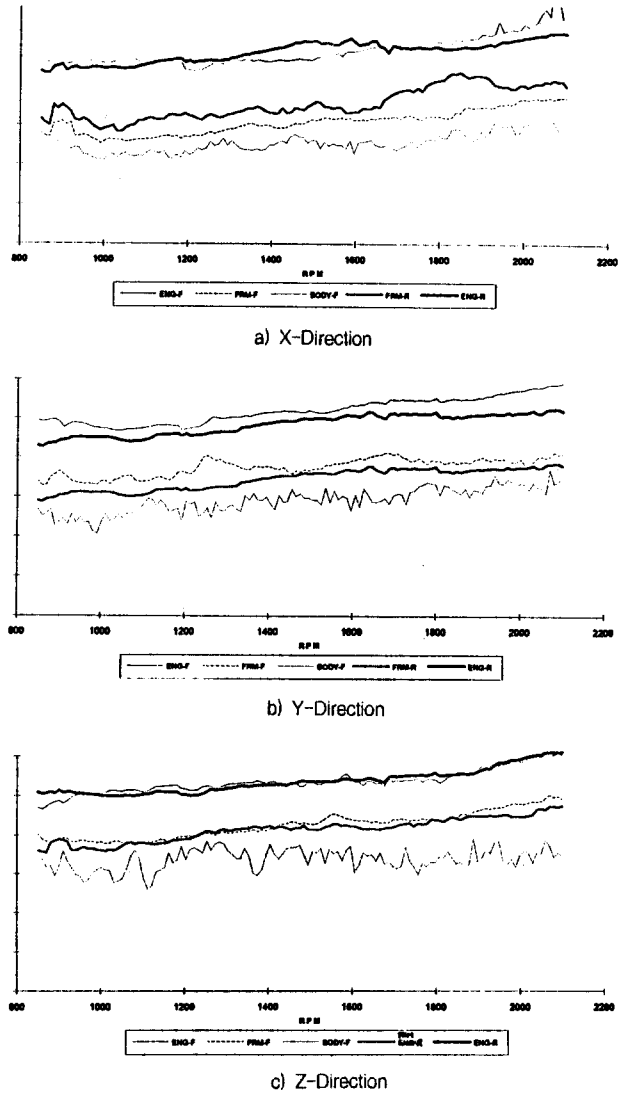 800 1000 1200 1400 1600 1800 2000 2200
RPM
ENG-F FRM-F BODY-F FRM-R ENG-R
a) X-Direction
800 1000 1200 1400 1600 1800 2000 2200
RPM
ENG-F FRM-F BODY-F FRM-R ENG-R
b) Y-Direction
800 1000 1200 1400 1600 1800 2000 2200
RPM
ENG-F FRM-F BODY-F ENG-R
c) Z-Direction